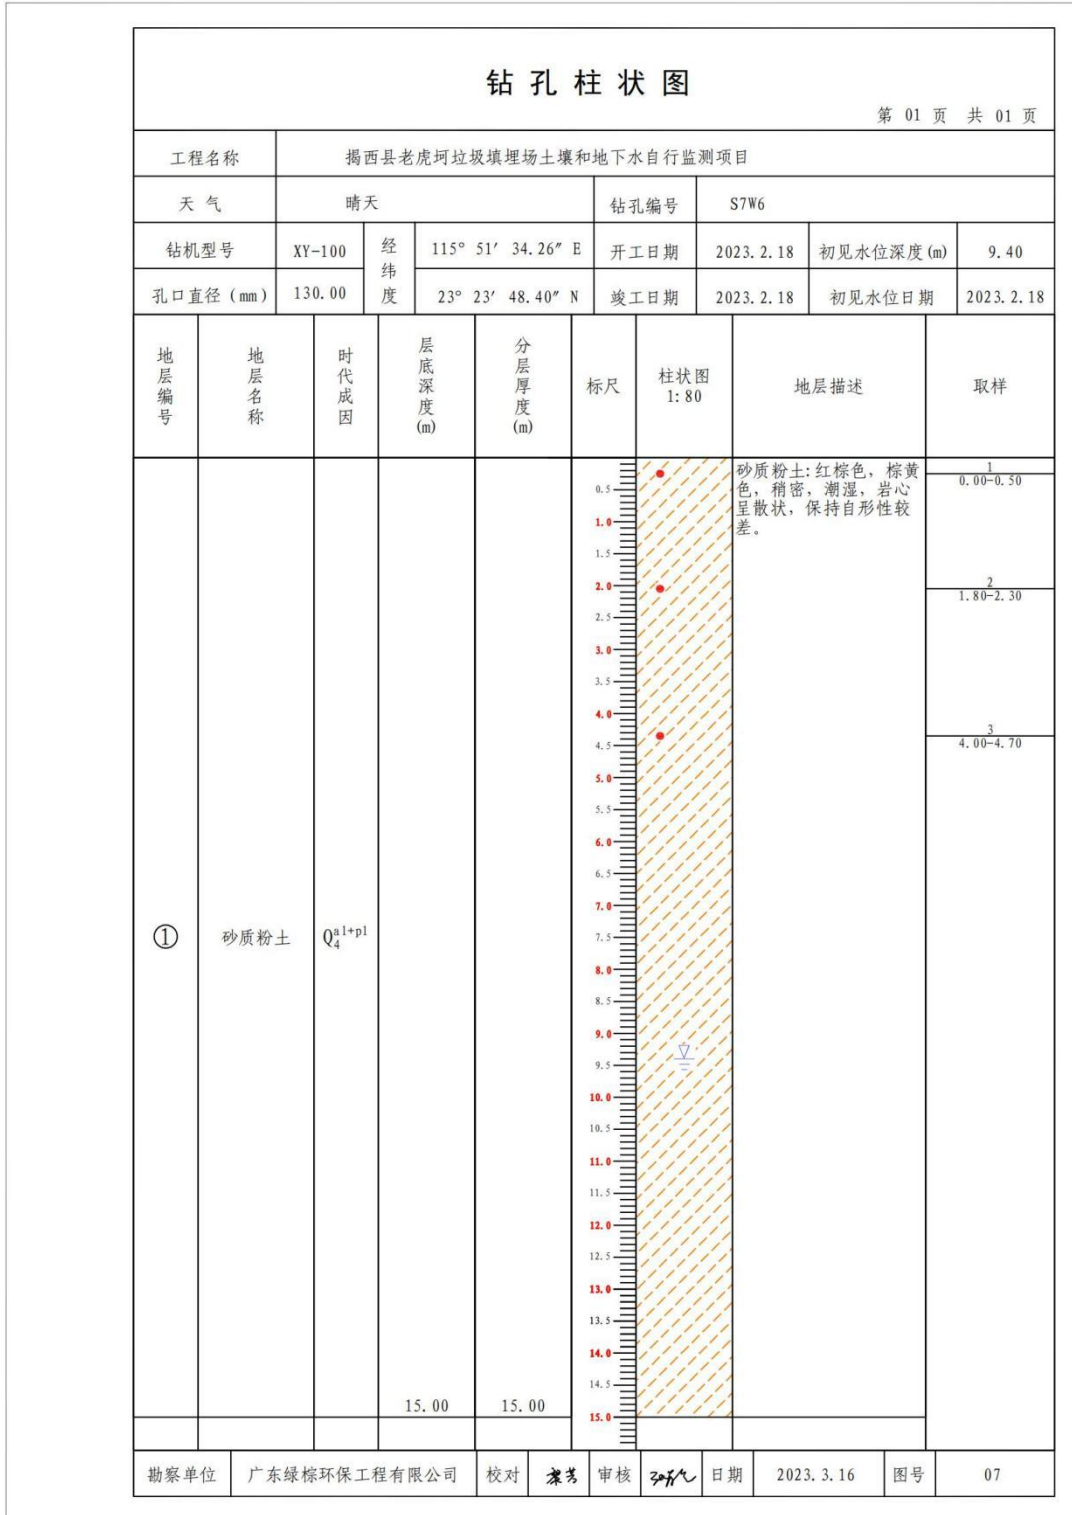 钻孔柱状图
第 01 页 共 01 页
工程名称 揭西县老虎坷垃圾填埋场土壤和地下水自行监测项目
天 气 晴天 钻孔编号 S7W6
钻机型号 XY-100 经纬度 115° 51′ 34.26″ E 开工日期 2023.2.18 初见水位深度(m) 9.40
孔口直径 (mm) 130.00 23° 23′ 48.40″ N 竣工日期 2023.2.18 初见水位日期 2023.2.18
地层编号 地层名称 时代成因 层底深度(m) 分层厚度(m) 标尺 柱状图 1:80 地层描述 取样
砂质粉土:红棕色, 棕黄
色, 稍密, 潮湿, 岩心
呈散状, 保持自形性较
差。
1
0.00-0.50
2
1.80-2.30
3
4.00-4.70
0.5
1.0
1.5
2.0
2.5
3.0
3.5
4.0
4.5
5.0
5.5
6.0
6.5
7.0
7.5
8.0
8.5
9.0
9.5
10.0
10.5
11.0
11.5
12.0
12.5
13.0
13.5
14.0
14.5
15.0
① 砂质粉土 Q4al+pl
15.00 15.00
勘察单位 广东绿棕环保工程有限公司 校对 审核 日期 2023.3.16 图号 07